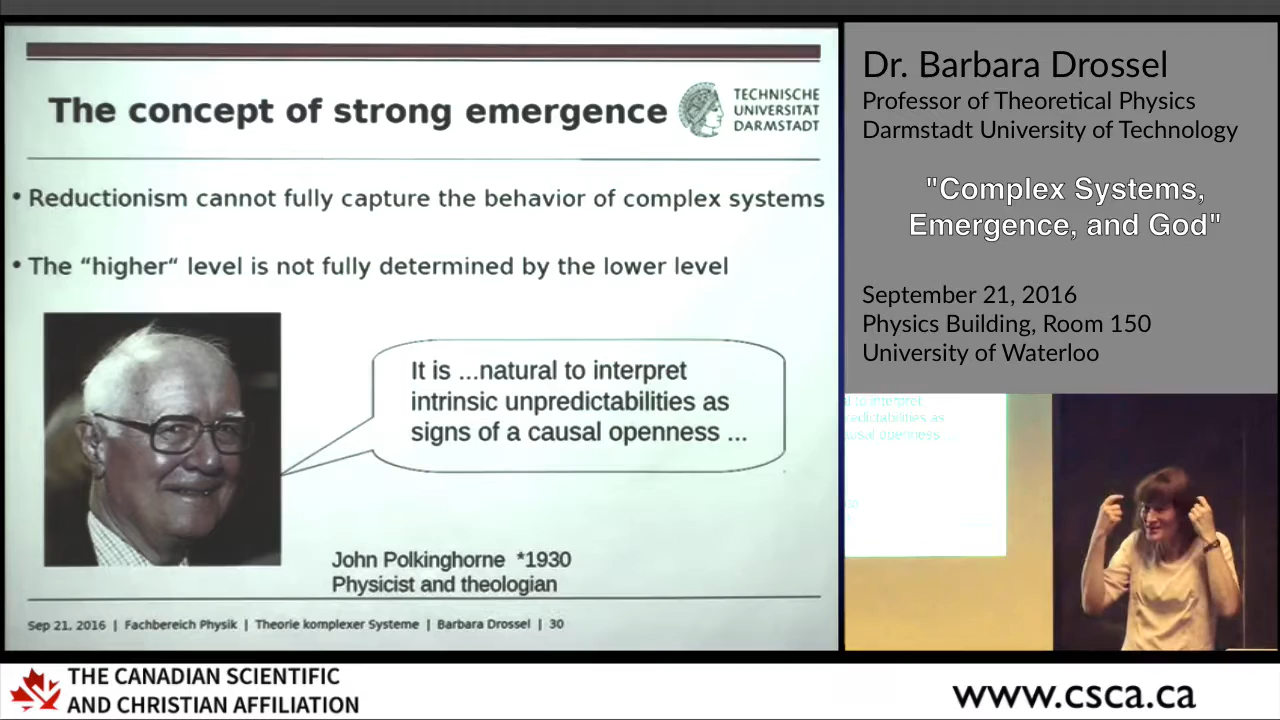 The concept of strong emergence
TECHNISCHE
UNIVERSITÄT
DARMSTADT
• Reductionism cannot fully capture the behavior of complex systems
• The “higher“ level is not fully determined by the lower level
It is ...natural to interpret
intrinsic unpredictabilities as
signs of a causal openness ...
John Polkinghorne *1930
Physicist and theologian
Sep 21, 2016 | Fachbereich Physik | Theorie komplexer Systeme | Barbara Drossel | 30
Dr. Barbara Drossel
Professor of Theoretical Physics
Darmstadt University of Technology
"Complex Systems,
Emergence, and God"
September 21, 2016
Physics Building, Room 150
University of Waterloo
to interpret
as
openness ...
THE CANADIAN SCIENTIFIC
AND CHRISTIAN AFFILIATION
www.csca.ca